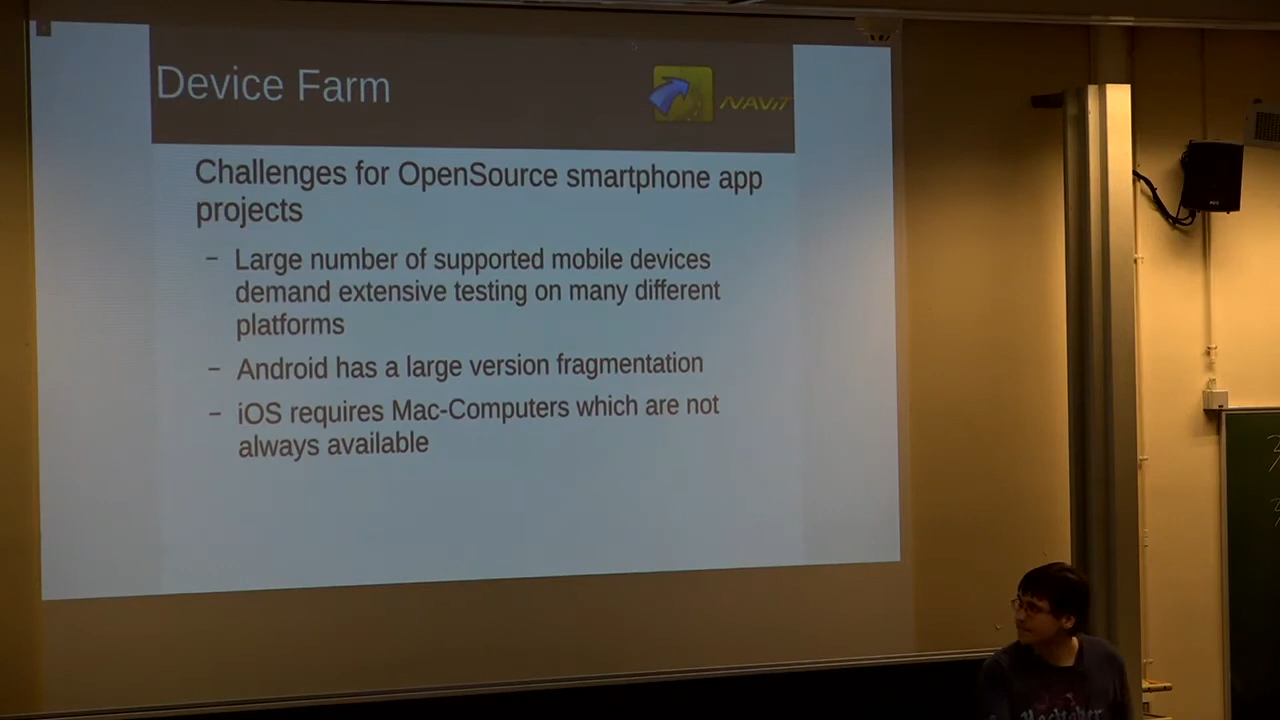 Device Farm
NAViT
Challenges for OpenSource smartphone app
projects
– Large number of supported mobile devices
demand extensive testing on many different
platforms
– Android has a large version fragmentation
– iOS requires Mac-Computers which are not
always available